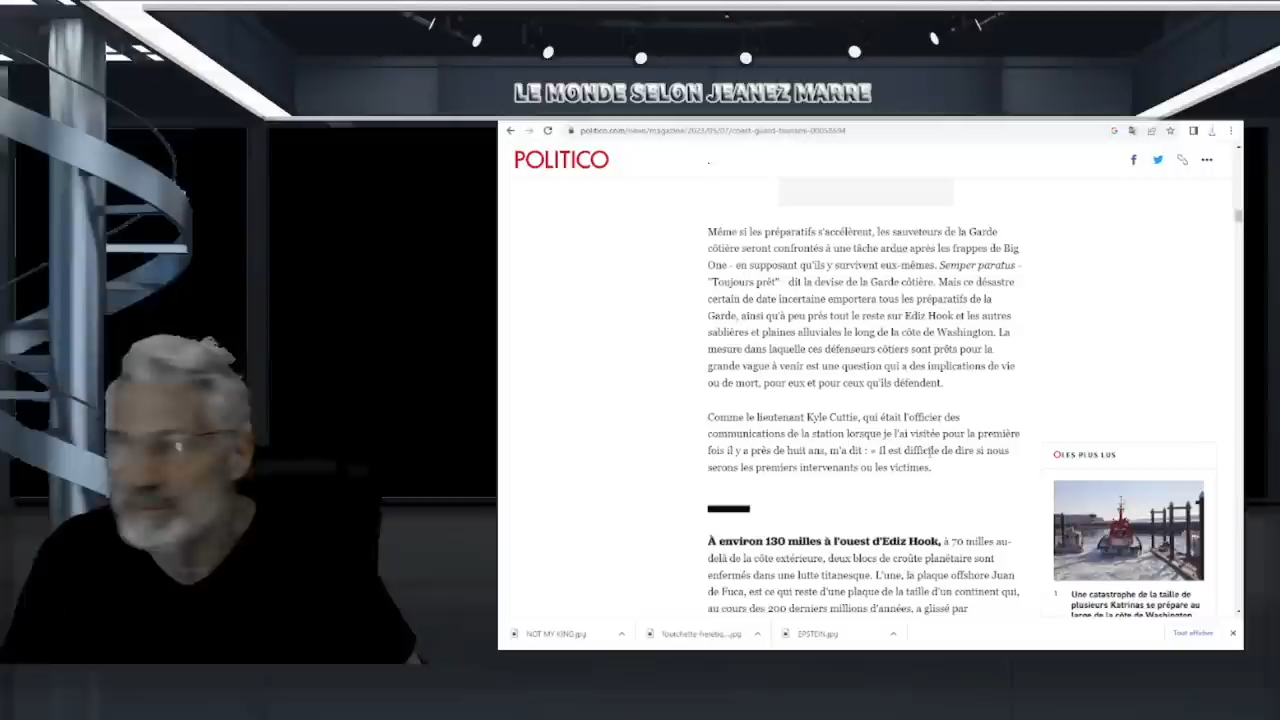 LE MONDE SELON JEANEZ MARRE
politico.com/news/magazine/2023/05/07/coast-guard-tsunami-00058694
POLITICO
Même si les préparatifs s'accélèrent, les sauveteurs de la Garde
côtière seront confrontés à une tâche ardue après les frappes de Big
One - en supposant qu'ils y survivent eux-mêmes. Semper paratus -
"Toujours prêt" dit la devise de la Garde côtière. Mais ce désastre
certain de date incertaine emportera tous les préparatifs de la
Garde, ainsi qu'à peu près tout le reste sur Ediz Hook et les autres
sablières et plaines alluviales le long de la côte de Washington. La
mesure dans laquelle ces défenseurs côtiers sont prêts pour la
grande vague à venir est une question qui a des implications de vie
ou de mort, pour eux et pour ceux qu'ils défendent.
Comme le lieutenant Kyle Cuttie, qui était l'officier des
communications de la station lorsque je l'ai visitée pour la première
fois il y a près de huit ans, m'a dit : « Il est difficile de dire si nous
serons les premiers intervenants ou les victimes.
À environ 130 milles à l'ouest d'Ediz Hook, à 70 milles au-
delà de la côte extérieure, deux blocs de croûte planétaire sont
enfermés dans une lutte titanesque. L'une, la plaque offshore Juan
de Fuca, est ce qui reste d'une plaque de la taille d'un continent qui,
au cours des 200 derniers millions d'années, a glissé par
LES PLUS LUS
1 Une catastrophe de la taille de
plusieurs Katrinas se prépare au
large de la côte de Washington
NOT MY KING.jpg
EPSTEIN.jpg
Tout afficher